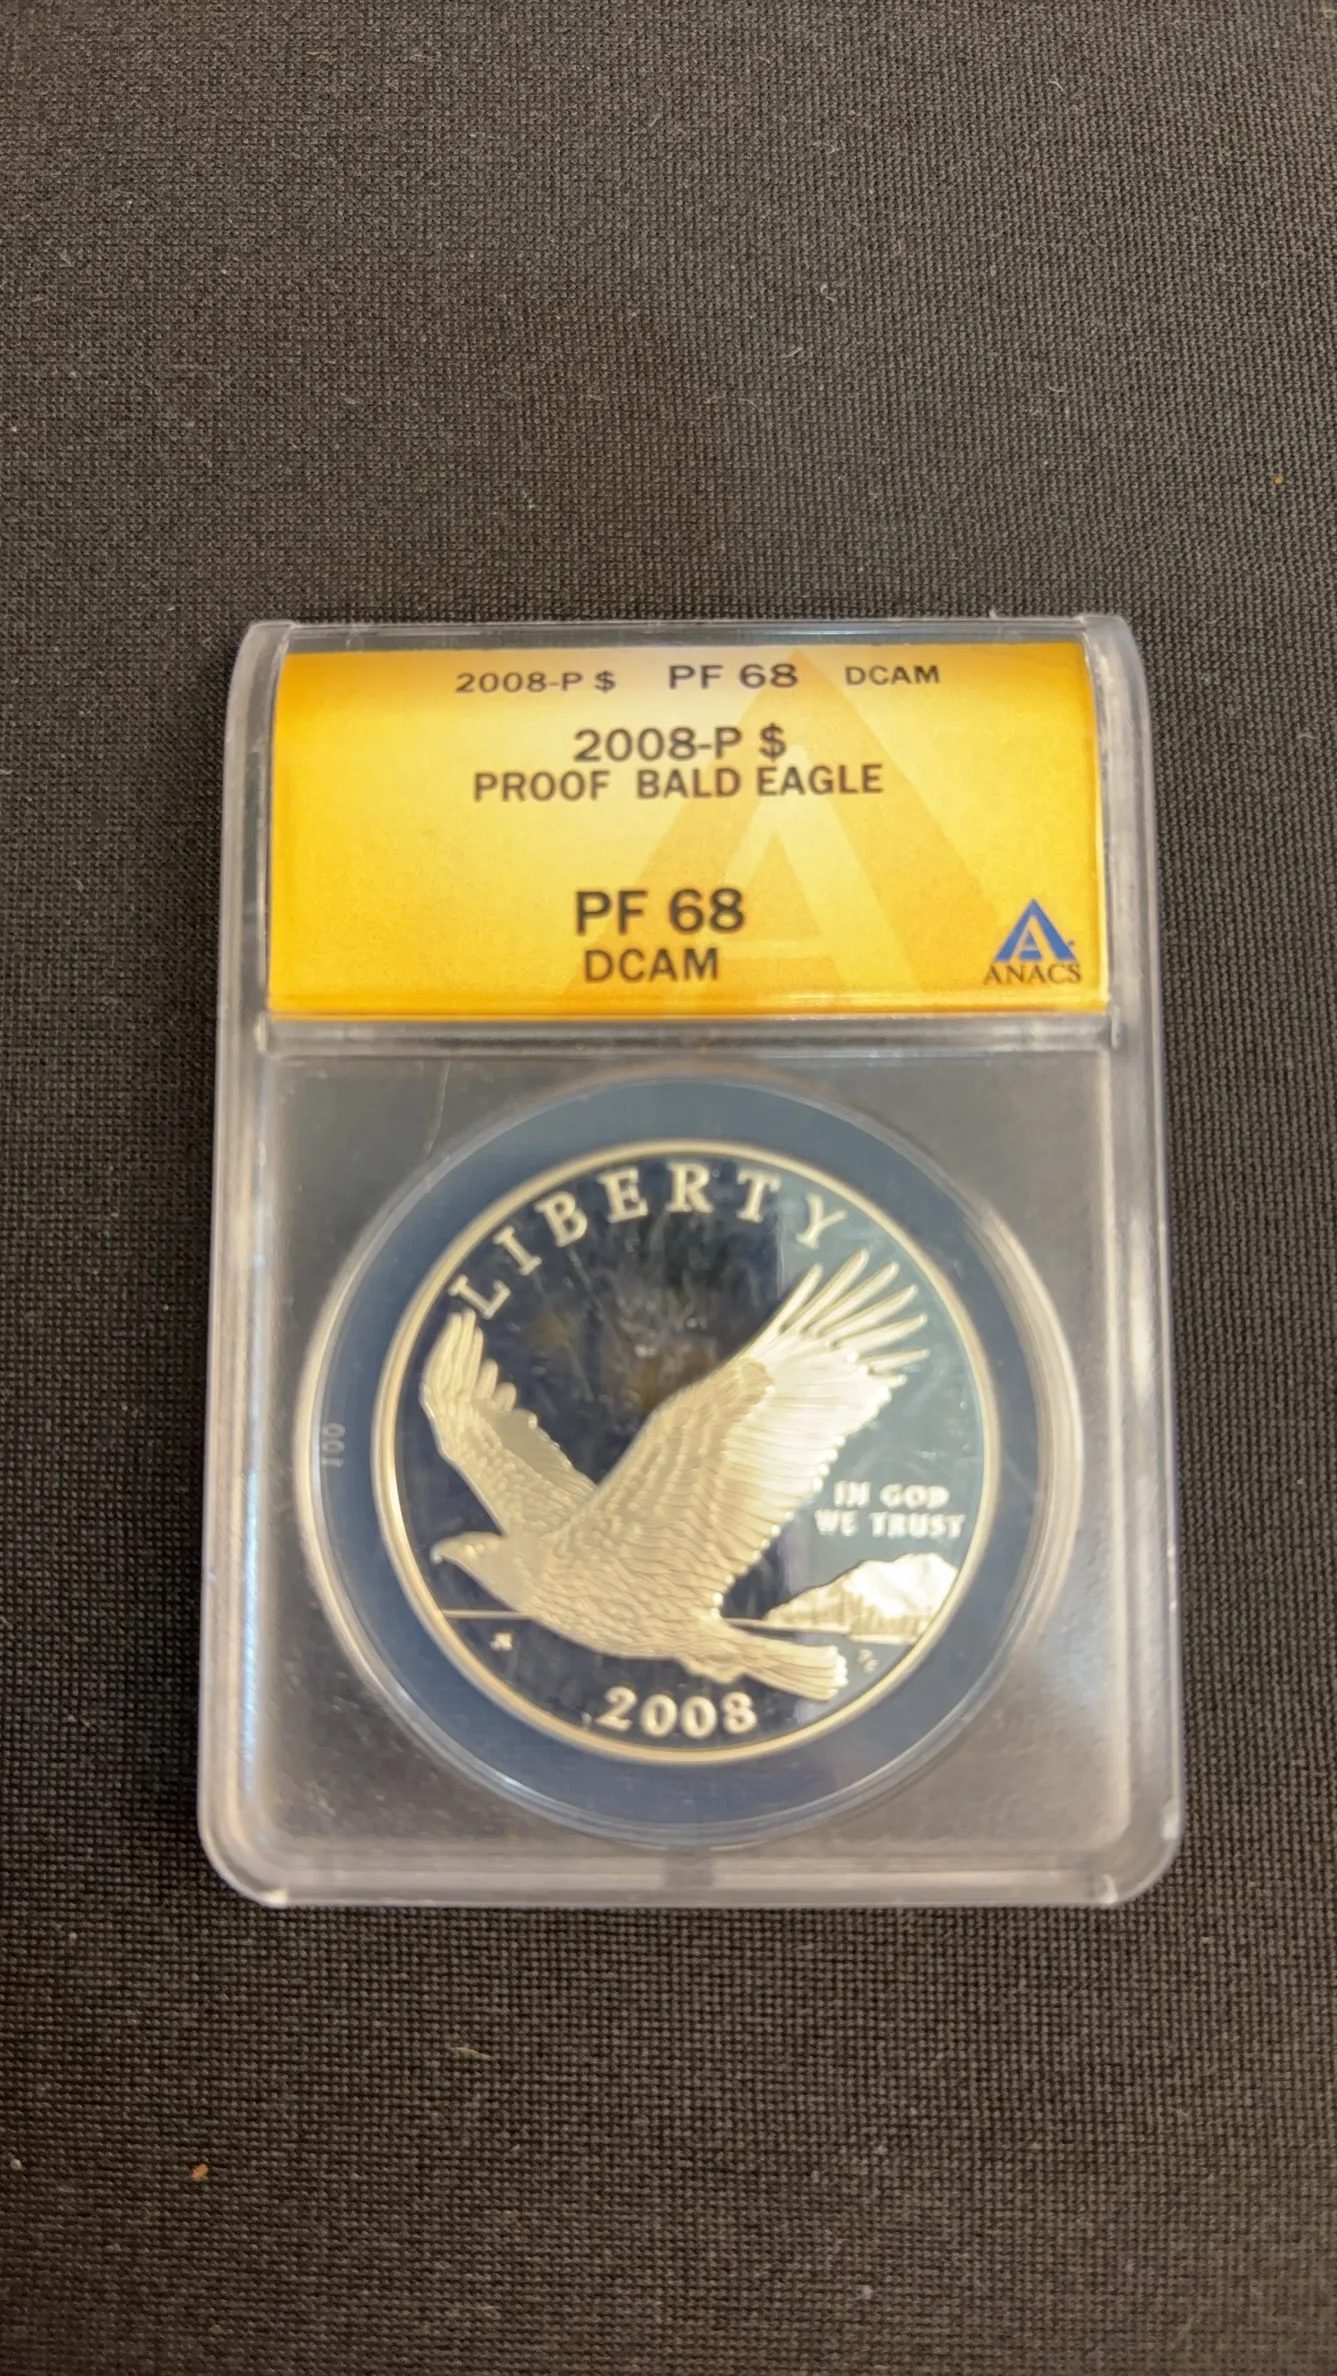 2008-P $ PF 68 DCAM
2008-P $
PROOF BALD EAGLE
PF 68
DCAM
ANACS
LIBERTY
IN GOD
WE TRUST
2008